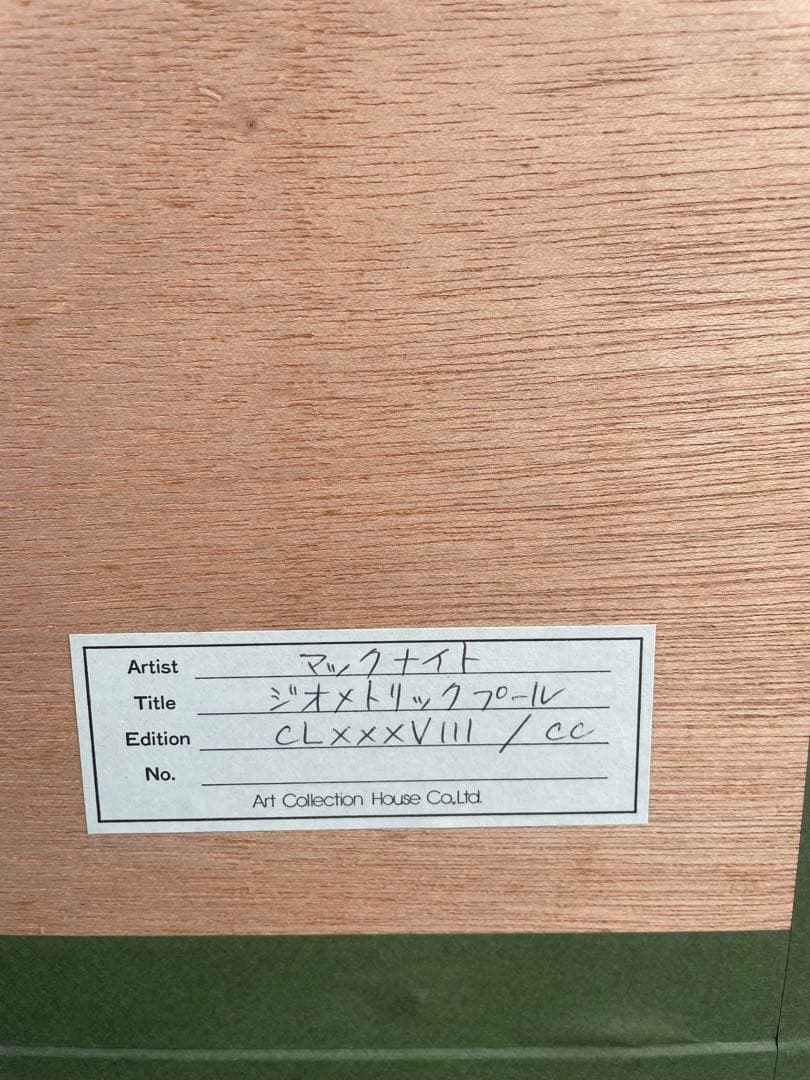 Artist マックナイト
Title ジオメトリックプール
Edition CLXXXVIII / CC
No.
Art Collection House Co,Ltd.